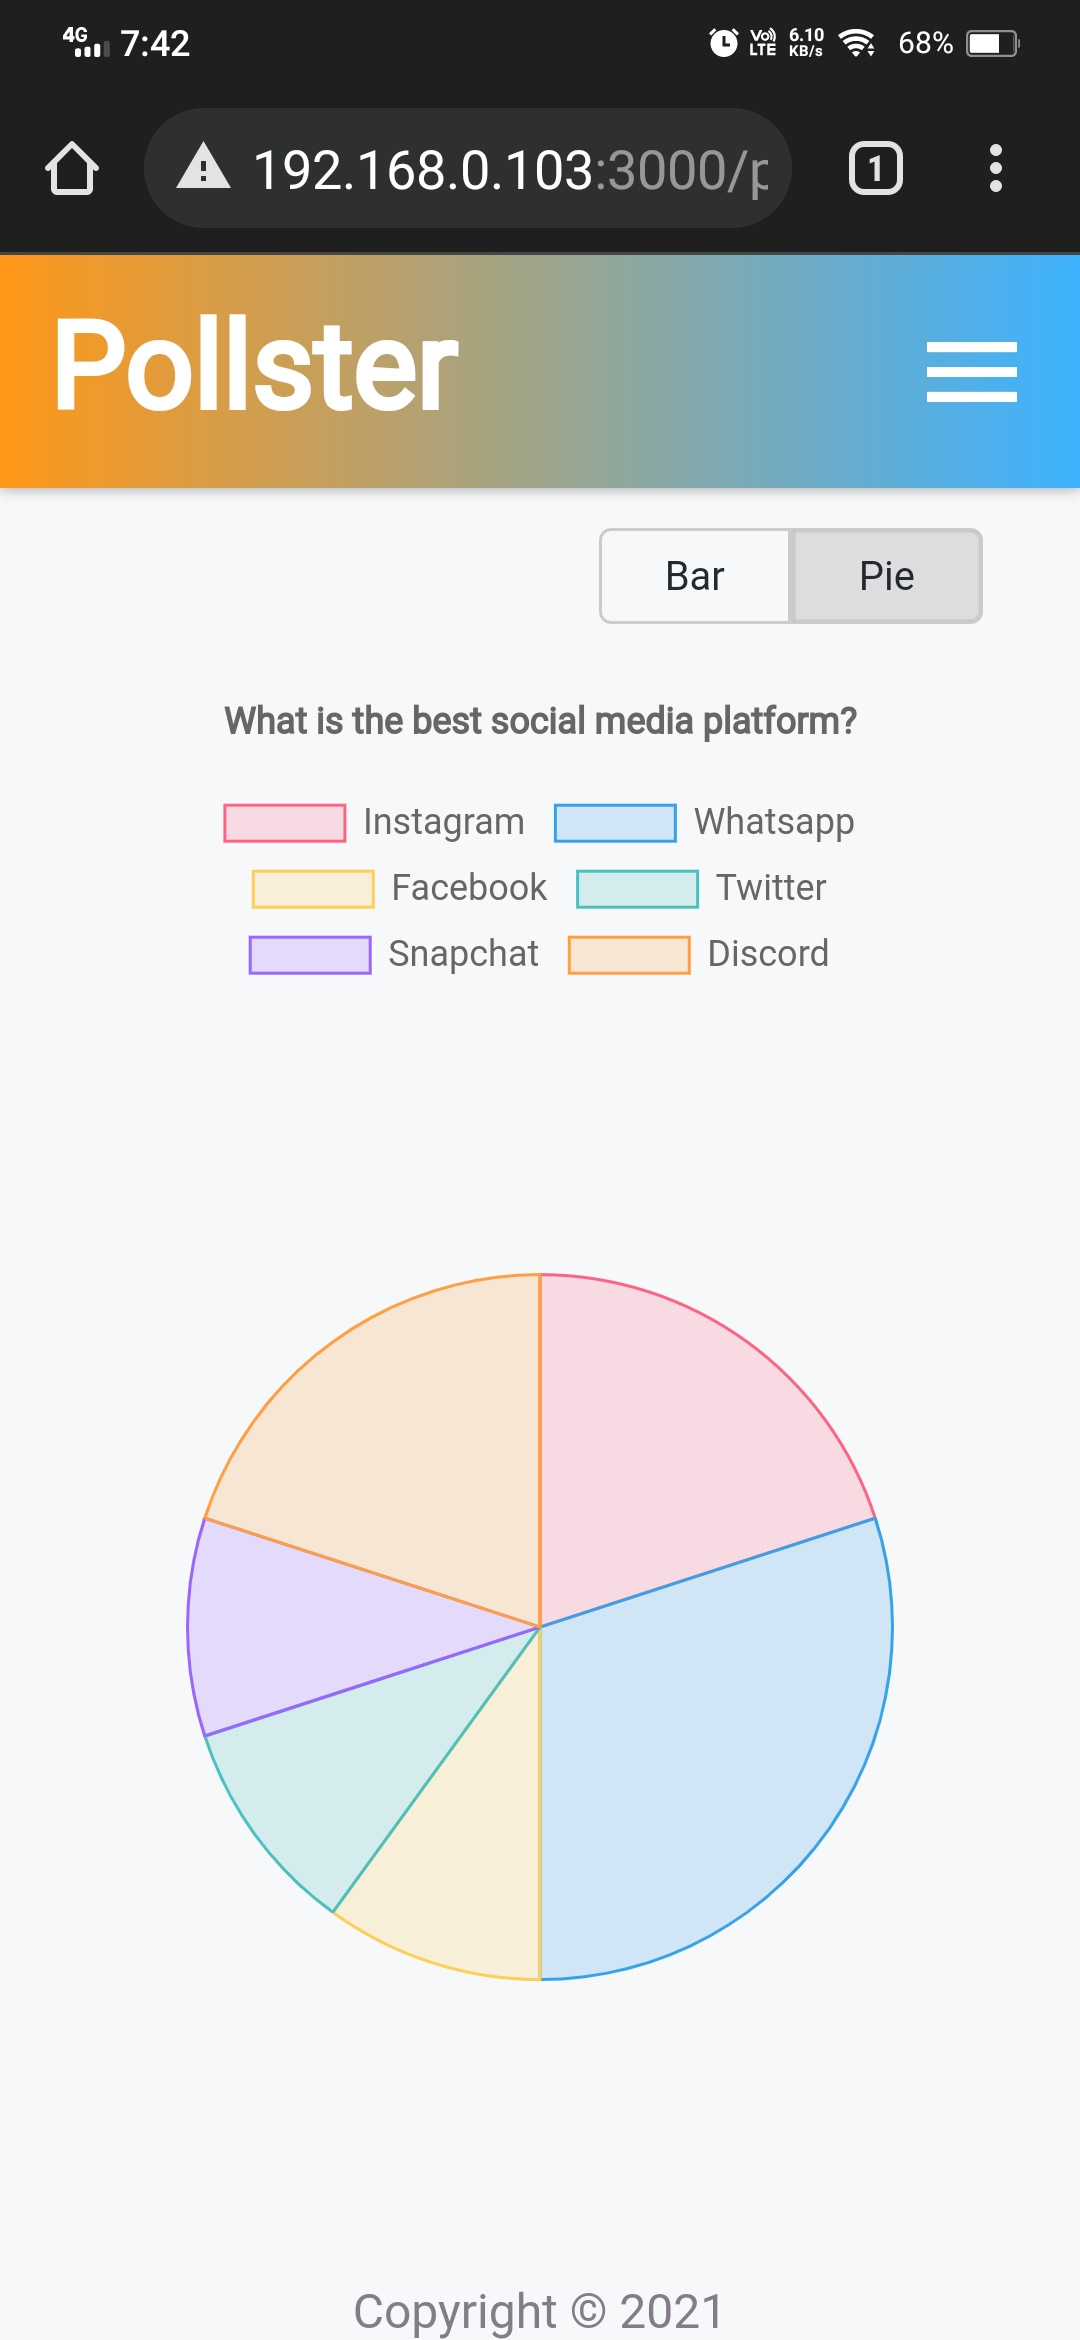 4G 7:42 Vo) LTE 6.10 KB/s 68%
192.168.0.103:3000/p 1
Pollster
Bar Pie
What is the best social media platform?
Instagram Whatsapp
Facebook Twitter
Snapchat Discord
Copyright © 2021